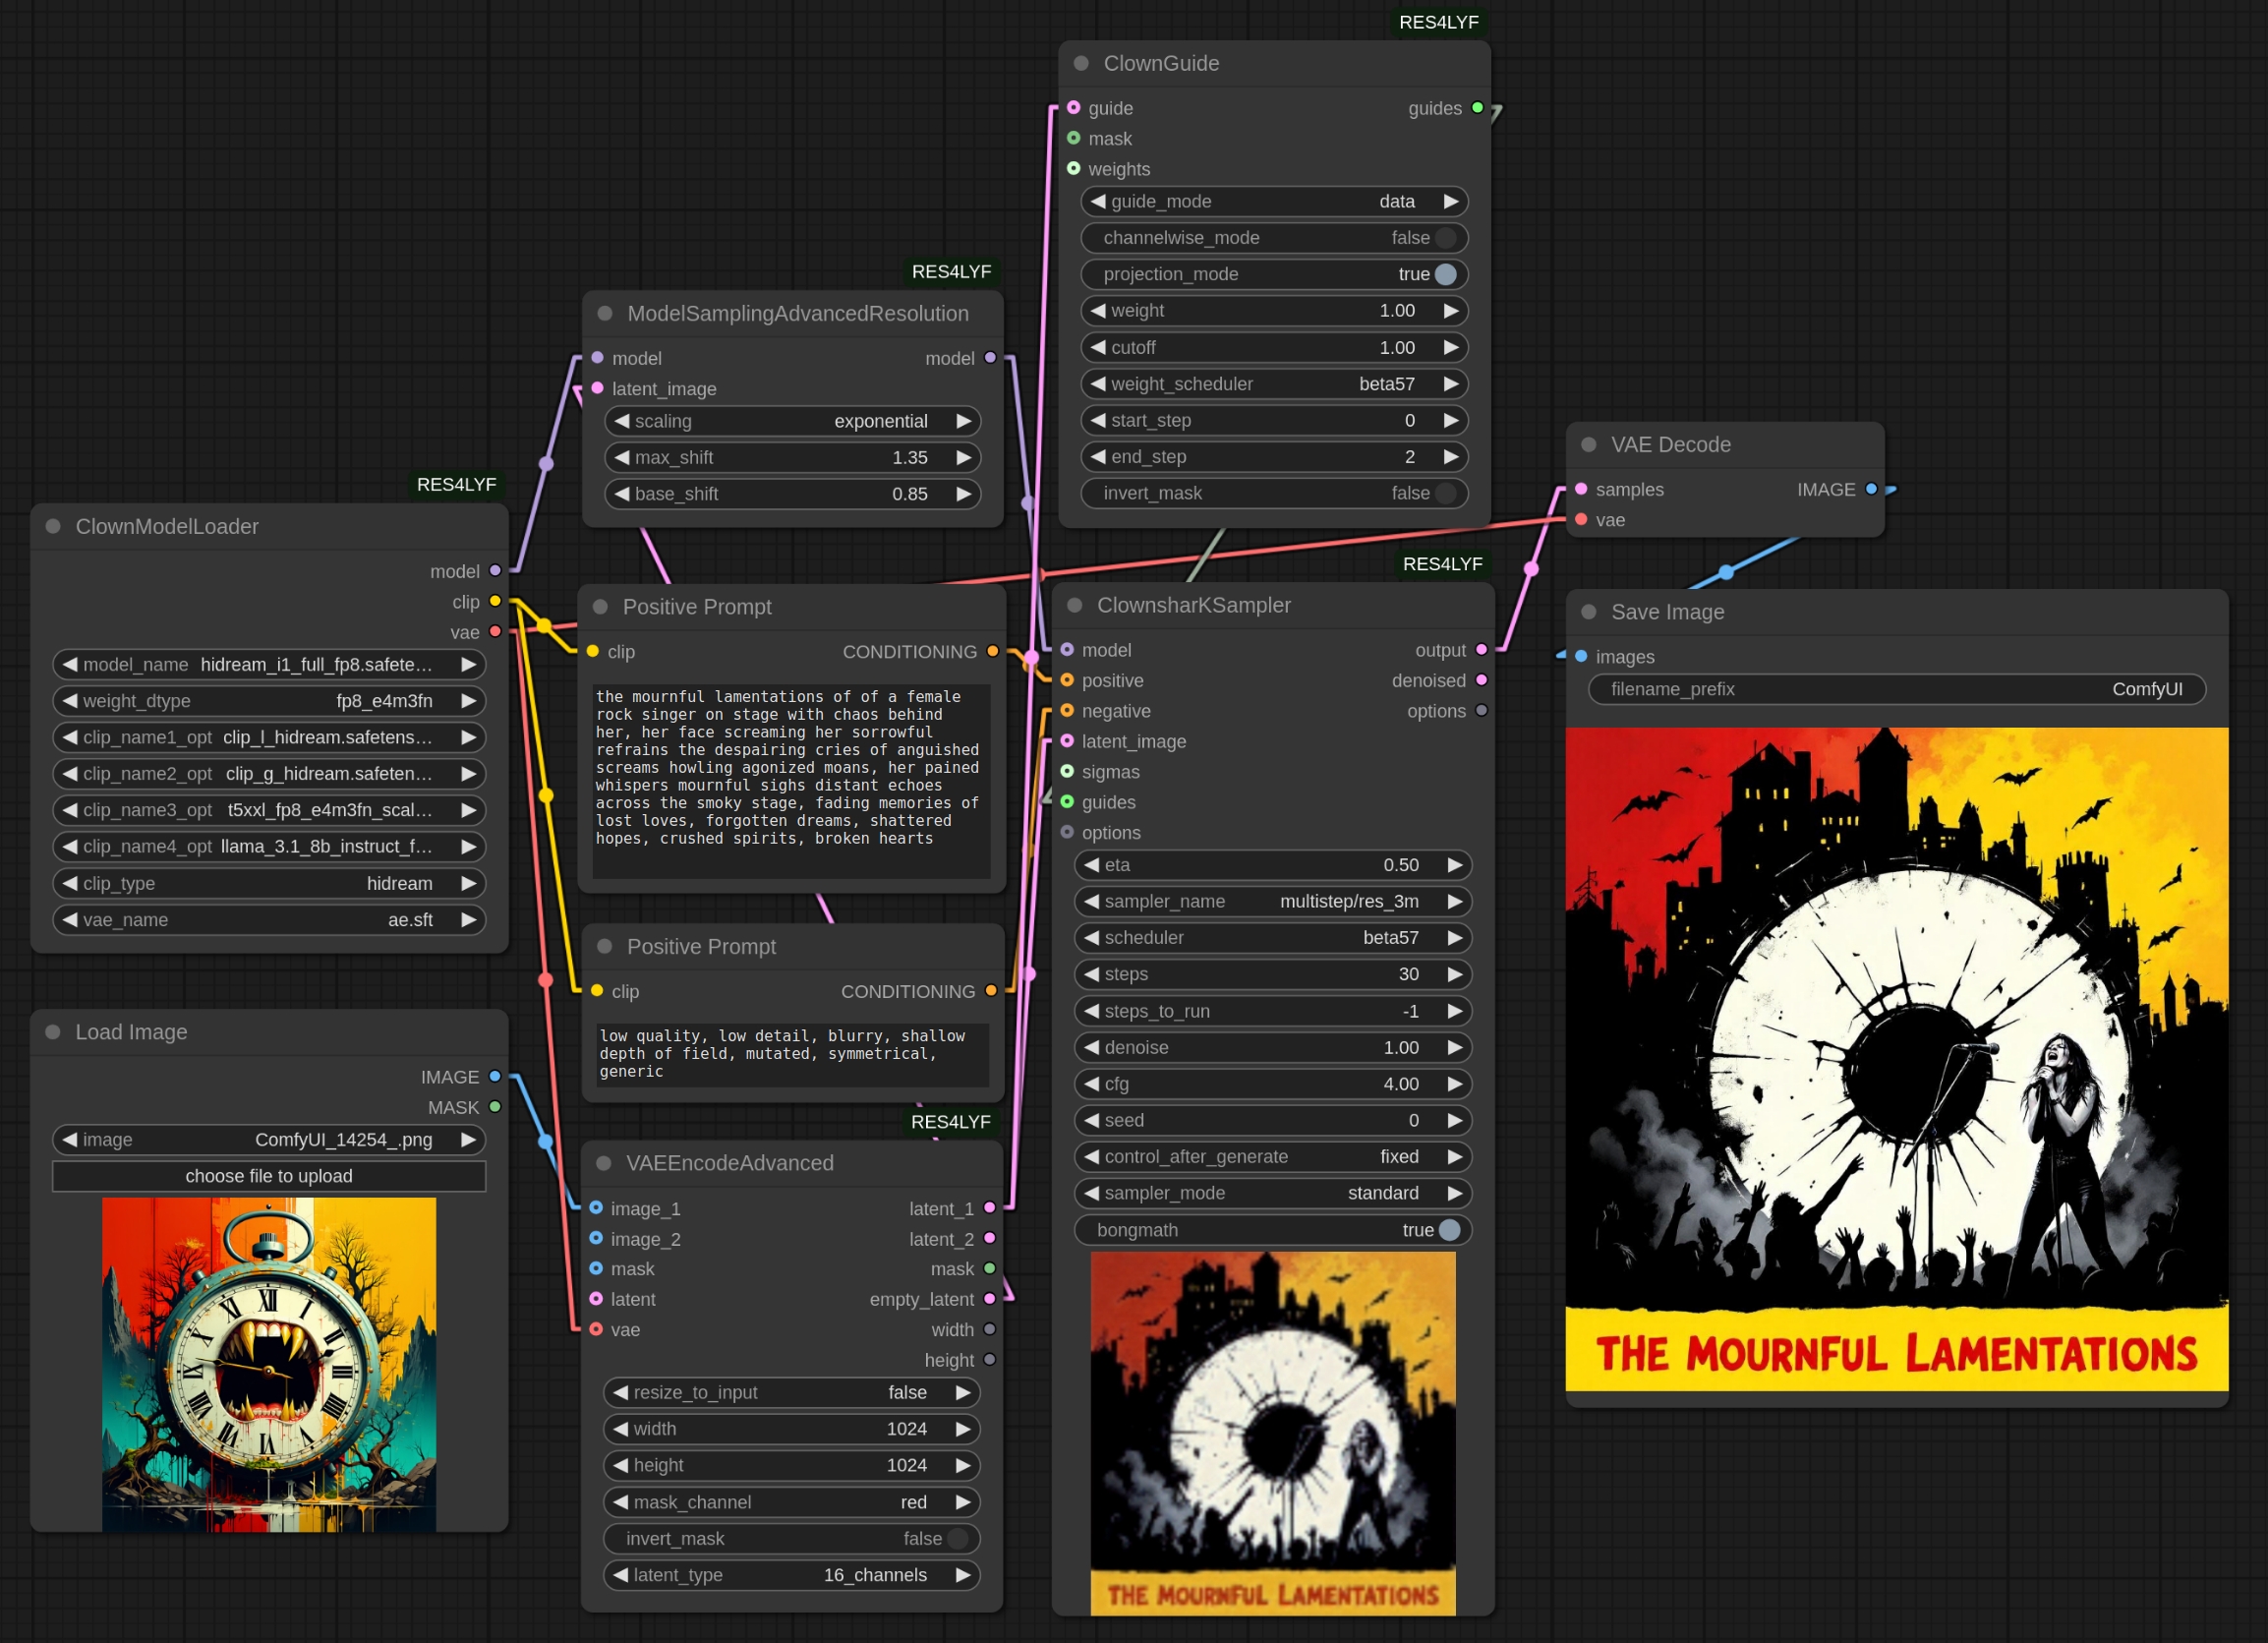 RES4LYF
ClownGuide
guide guides
mask
weights
guide_mode data
channelwise_mode false
projection_mode true
weight 1.00
cutoff 1.00
weight_scheduler beta57
start_step 0
end_step 2
invert_mask false
RES4LYF
ModelSamplingAdvancedResolution
model model
latent_image
scaling exponential
max_shift 1.35
base_shift 0.85
RES4LYF
ClownModelLoader
model
clip
vae
model_name hidream_i1_full_fp8.safete…
weight_dtype fp8_e4m3fn
clip_name1_opt clip_l_hidream.safetens…
clip_name2_opt clip_g_hidream.safeten…
clip_name3_opt t5xxl_fp8_e4m3fn_scal…
clip_name4_opt llama_3.1_8b_instruct_f…
clip_type hidream
vae_name ae.sft
Load Image
IMAGE
MASK
image ComfyUI_14254_.png
choose file to upload
XII
Positive Prompt
clip CONDITIONING
the mournful lamentations of of a female
rock singer on stage with chaos behind
her, her face screaming her sorrowful
refrains the despairing cries of anguished
screams howling agonized moans, her pained
whispers mournful sighs distant echoes
across the smoky stage, fading memories of
lost loves, forgotten dreams, shattered
hopes, crushed spirits, broken hearts
Positive Prompt
clip CONDITIONING
low quality, low detail, blurry, shallow
depth of field, mutated, symmetrical,
generic
RES4LYF
VAEEncodeAdvanced
image_1 latent_1
image_2 latent_2
mask mask
latent empty_latent
vae width
height
resize_to_input false
width 1024
height 1024
mask_channel red
invert_mask false
latent_type 16_channels
RES4LYF
ClownsharKSampler
model output
positive denoised
negative options
latent_image
sigmas
guides
options
eta 0.50
sampler_name multistep/res_3m
scheduler beta57
steps 30
steps_to_run -1
denoise 1.00
cfg 4.00
seed 0
control_after_generate fixed
sampler_mode standard
bongmath true
THE MOURNFUL LAMENTATIONS
VAE Decode
samples IMAGE
vae
Save Image
images
filename_prefix ComfyUI
THE MOURNFUL LAMENTATIONS